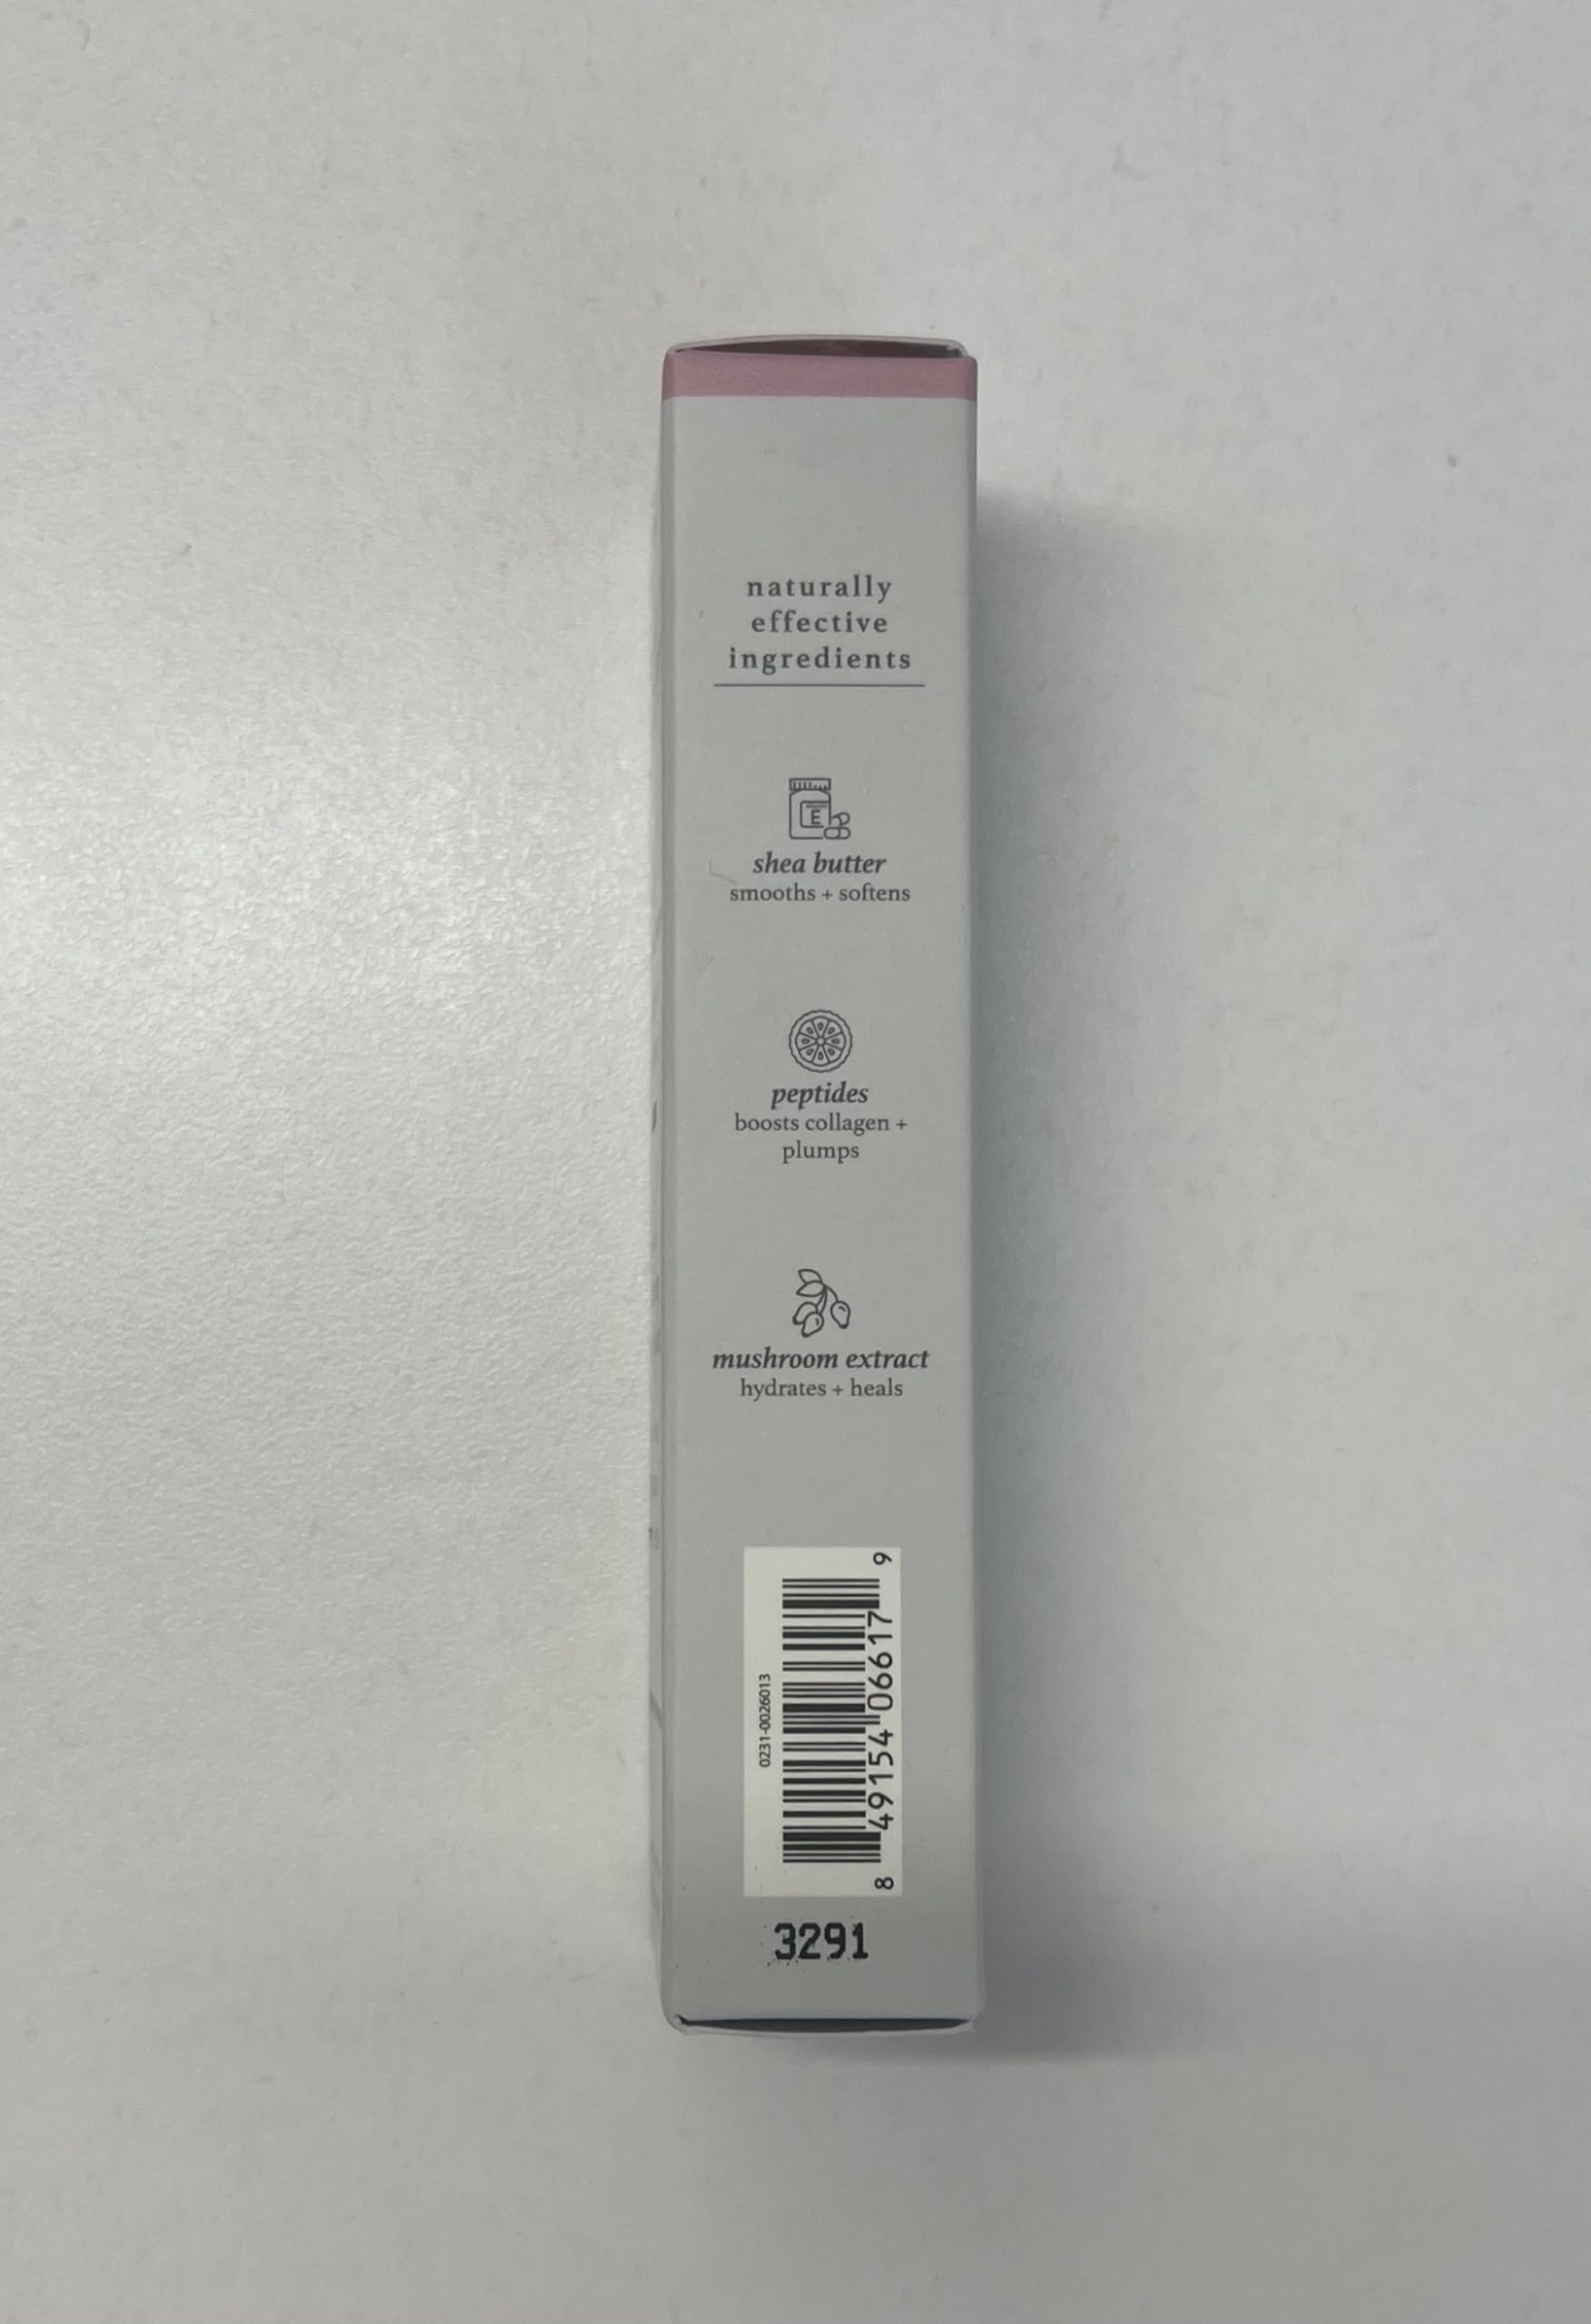 naturally
effective
ingredients
E
shea butter
smooths + softens
peptides
boosts collagen +
plumps
mushroom extract
hydrates + heals
0231-0026013
8 49154 06617 9
3291